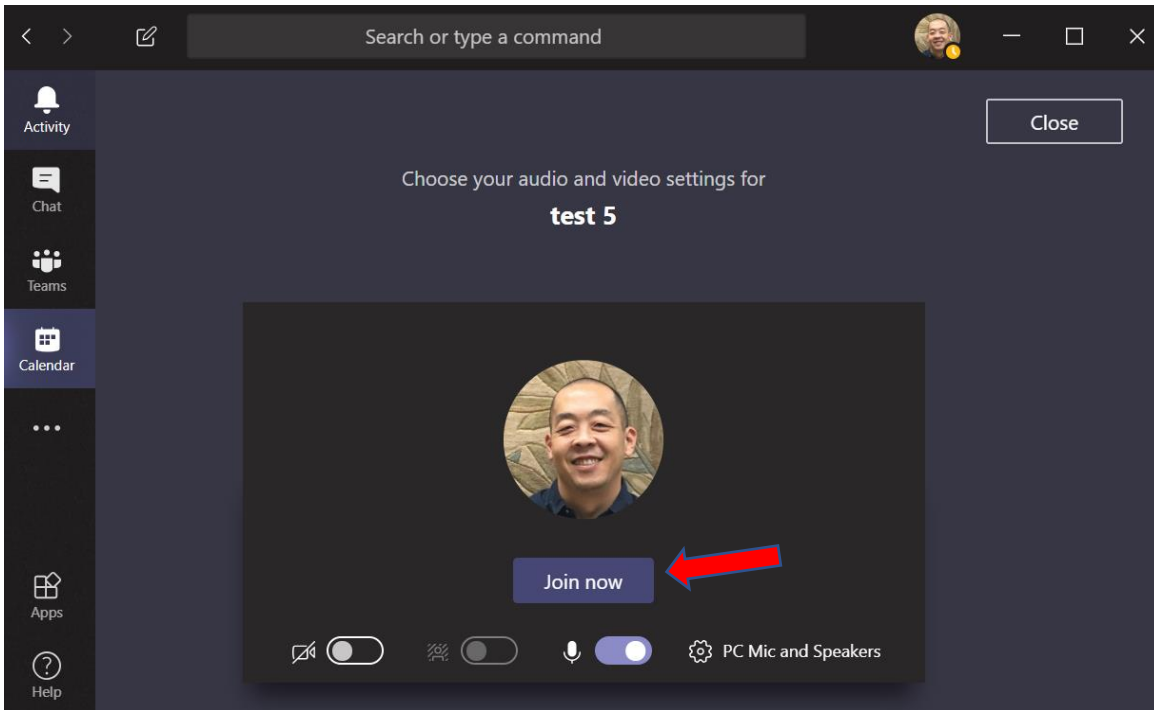 Search or type a command
Activity
Close
Chat
Choose your audio and video settings for
test 5
Teams
Calendar
Join now
Apps
PC Mic and Speakers
Help